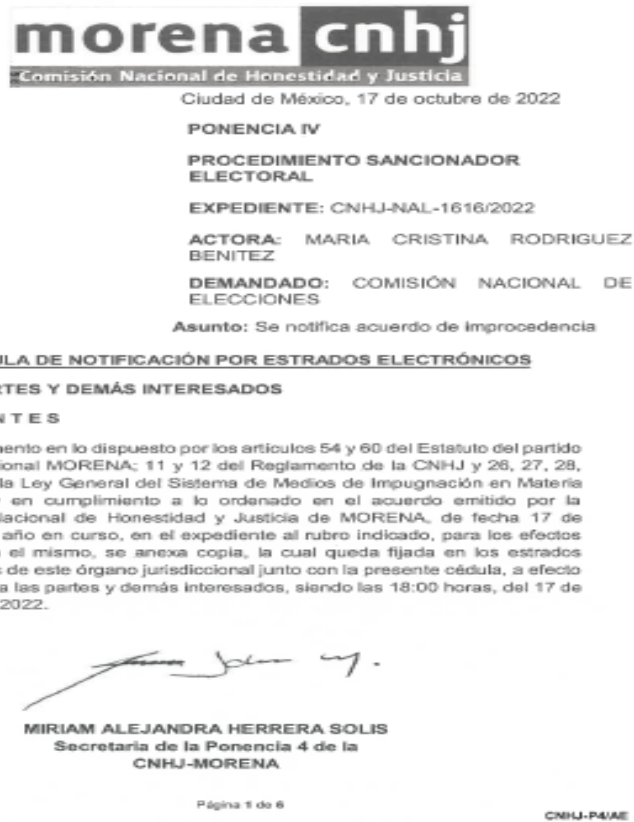 morena cnhj
Comisión Nacional de Honestidad y Justicia
Ciudad de México, 17 de octubre de 2022
PONENCIA IV
PROCEDIMIENTO SANCIONADOR
ELECTORAL
EXPEDIENTE: CNHJ-NAL-1616/2022
ACTORA: MARIA CRISTINA RODRIGUEZ
BENITEZ
DEMANDADO: COMISIÓN NACIONAL DE
ELECCIONES
Asunto: Se notifica acuerdo de improcedencia
ULA DE NOTIFICACIÓN POR ESTRADOS ELECTRÓNICOS
RTES Y DEMÁS INTERESADOS
N T E S
mento en lo dispuesto por los artículos 54 y 60 del Estatuto del partido
ional MORENA; 11 y 12 del Reglamento de la CNHJ y 26, 27, 28,
la Ley General del Sistema de Medios de Impugnación en Materia
en cumplimiento a lo ordenado en el acuerdo emitido por la
Nacional de Honestidad y Justicia de MORENA, de fecha 17 de
año en curso, en el expediente al rubro indicado, para los efectos
el mismo, se anexa copia, la cual queda fijada en los estrados
s de este órgano jurisdiccional junto con la presente cédula, a efecto
a las partes y demás interesados, siendo las 18:00 horas, del 17 de
2022.
MIRIAM ALEJANDRA HERRERA SOLIS
Secretaria de la Ponencia 4 de la
CNHJ-MORENA
Página 1 de 6
CNHJ-P4/AE